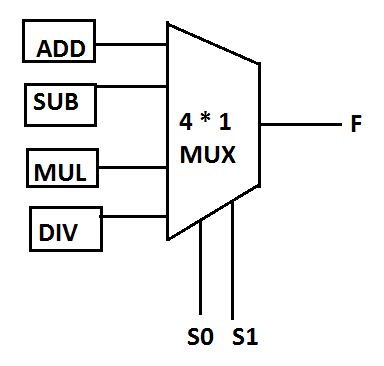 ADD
SUB
MUL
DIV
4 * 1
MUX
F
S0 S1